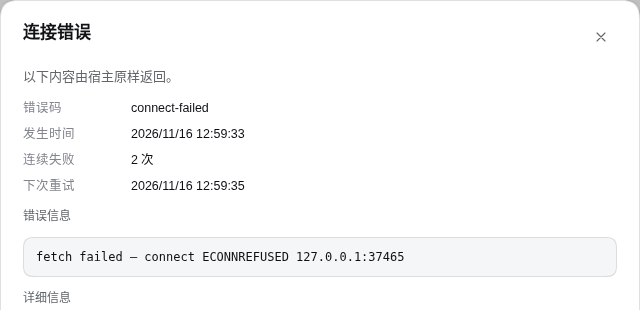 连接错误
以下内容由宿主原样返回。
错误码 connect-failed
发生时间 2026/11/16 12:59:33
连续失败 2 次
下次重试 2026/11/16 12:59:35
错误信息
fetch failed — connect ECONNREFUSED 127.0.0.1:37465
详细信息